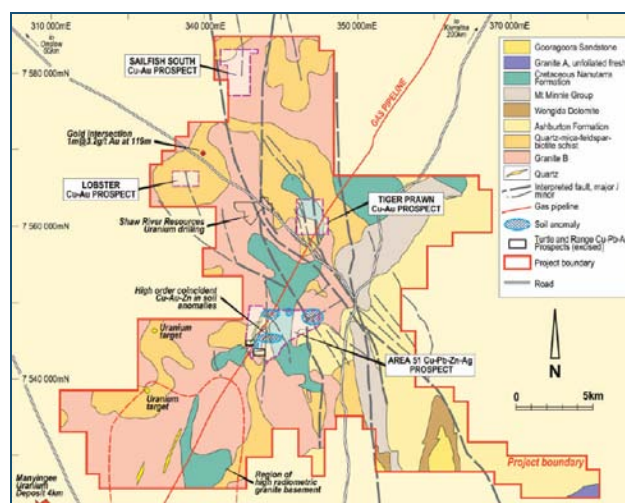 310 000mE
340 000mE
350 000mE
370 000mE
to
Onslow
60km
to
Karratha
200km
7 580 000mN
7 560 000mN
7 540 000mN
SAILFISH SOUTH
Cu-Au PROSPECT
GAS PIPELINE
Gold intersection
1m@3.2g/t Au at 119m
LOBSTER
Cu-Au PROSPECT
Shaw River Resources
Uranium drilling
TIGER PRAWN
Cu-Au PROSPECT
High order coincident
Cu-Au-Zn in soil
anomalies
Uranium
target
Uranium
target
AREA 51 Cu-Pb-Zn-Ag
PROSPECT
Manyingee
Uranium
Deposit 4km
Region of
high radiometric
granite basement
Project boundary
Gooragoora Sandstone
Granite A, unfoliated fresh
Cretaceous Nanutarra
Formation
Mt Minnie Group
Wongida Dolomite
Ashburton Formation
Quartz-mica-feldspar-
biotite schist
Granite B
Quartz
Interpreted fault, major /
minor
Gas pipeline
Soil anomaly
Turtle and Range Cu-Pb-A
Prospects (excised)
Project boundary
Road
N
0
5km